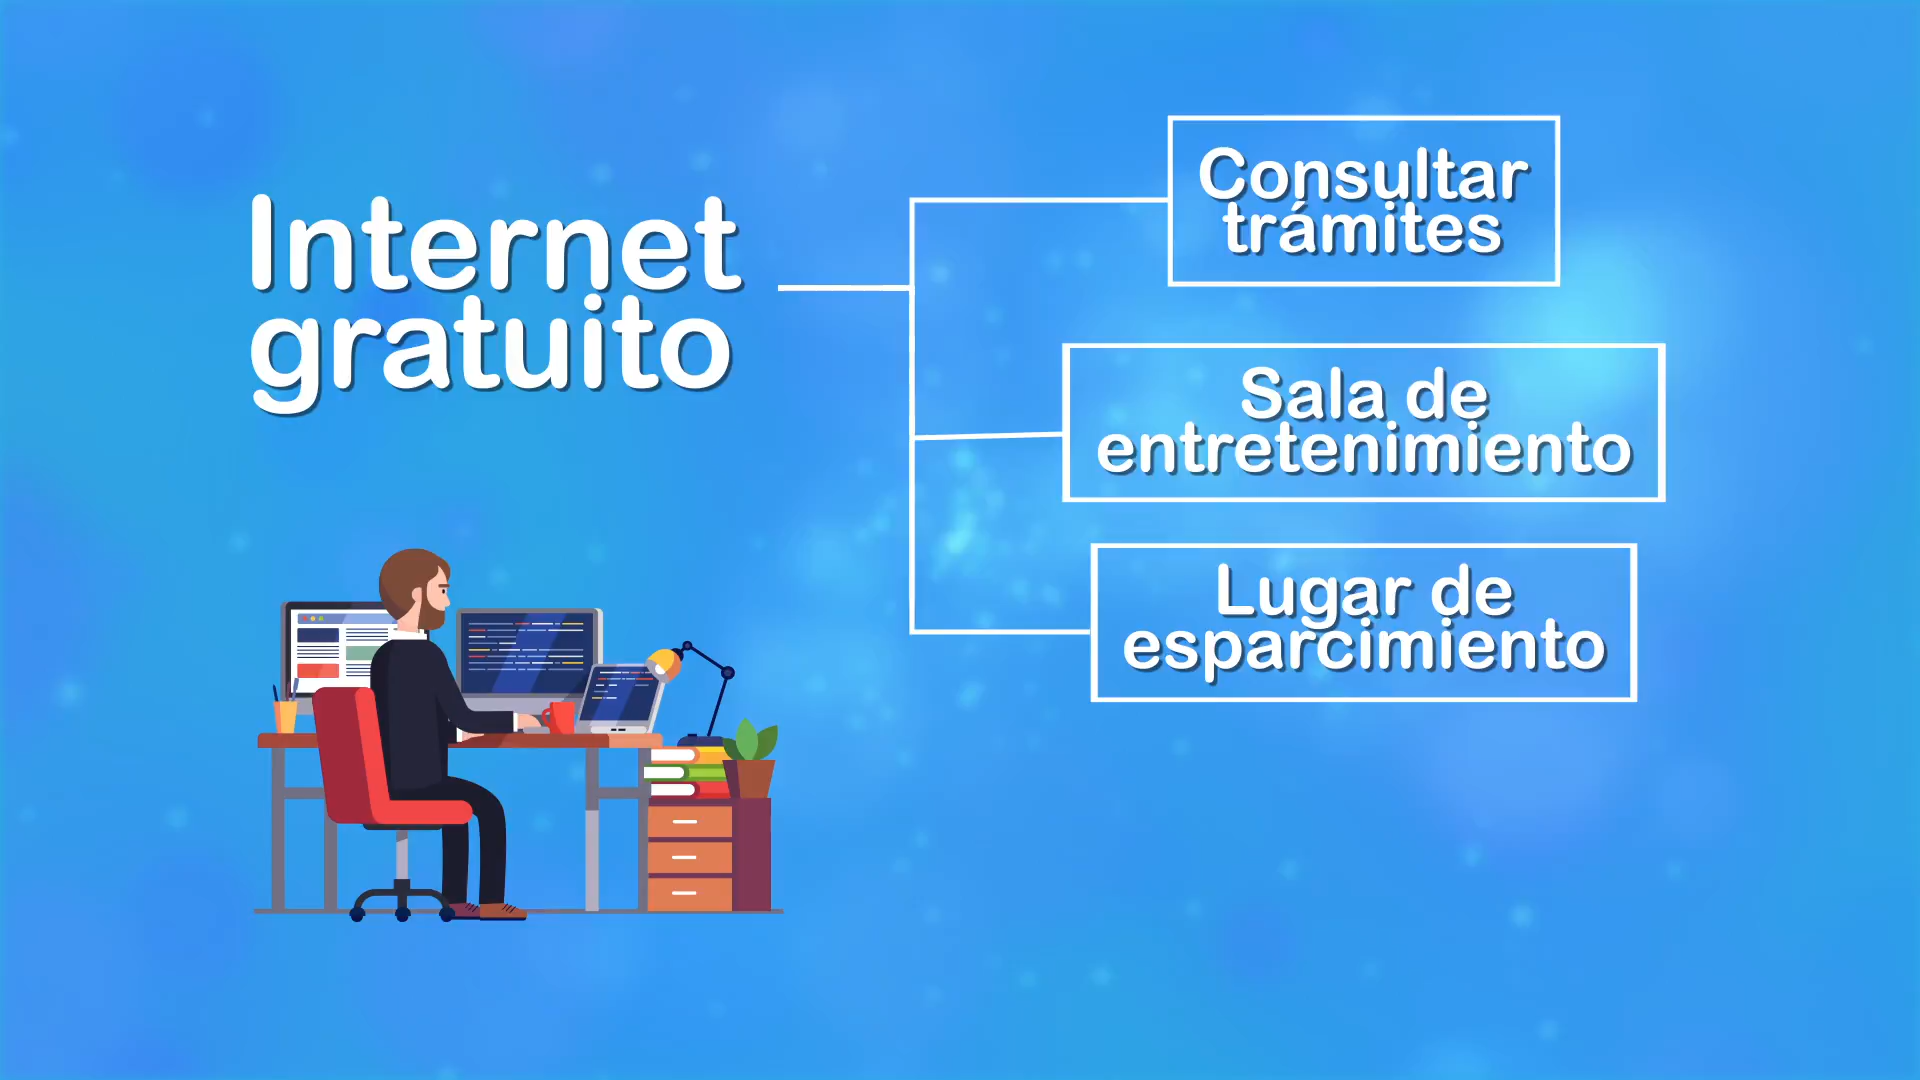 Internet
gratuito
Consultar
trámites
Sala de
entretenimiento
Lugar de
esparcimiento